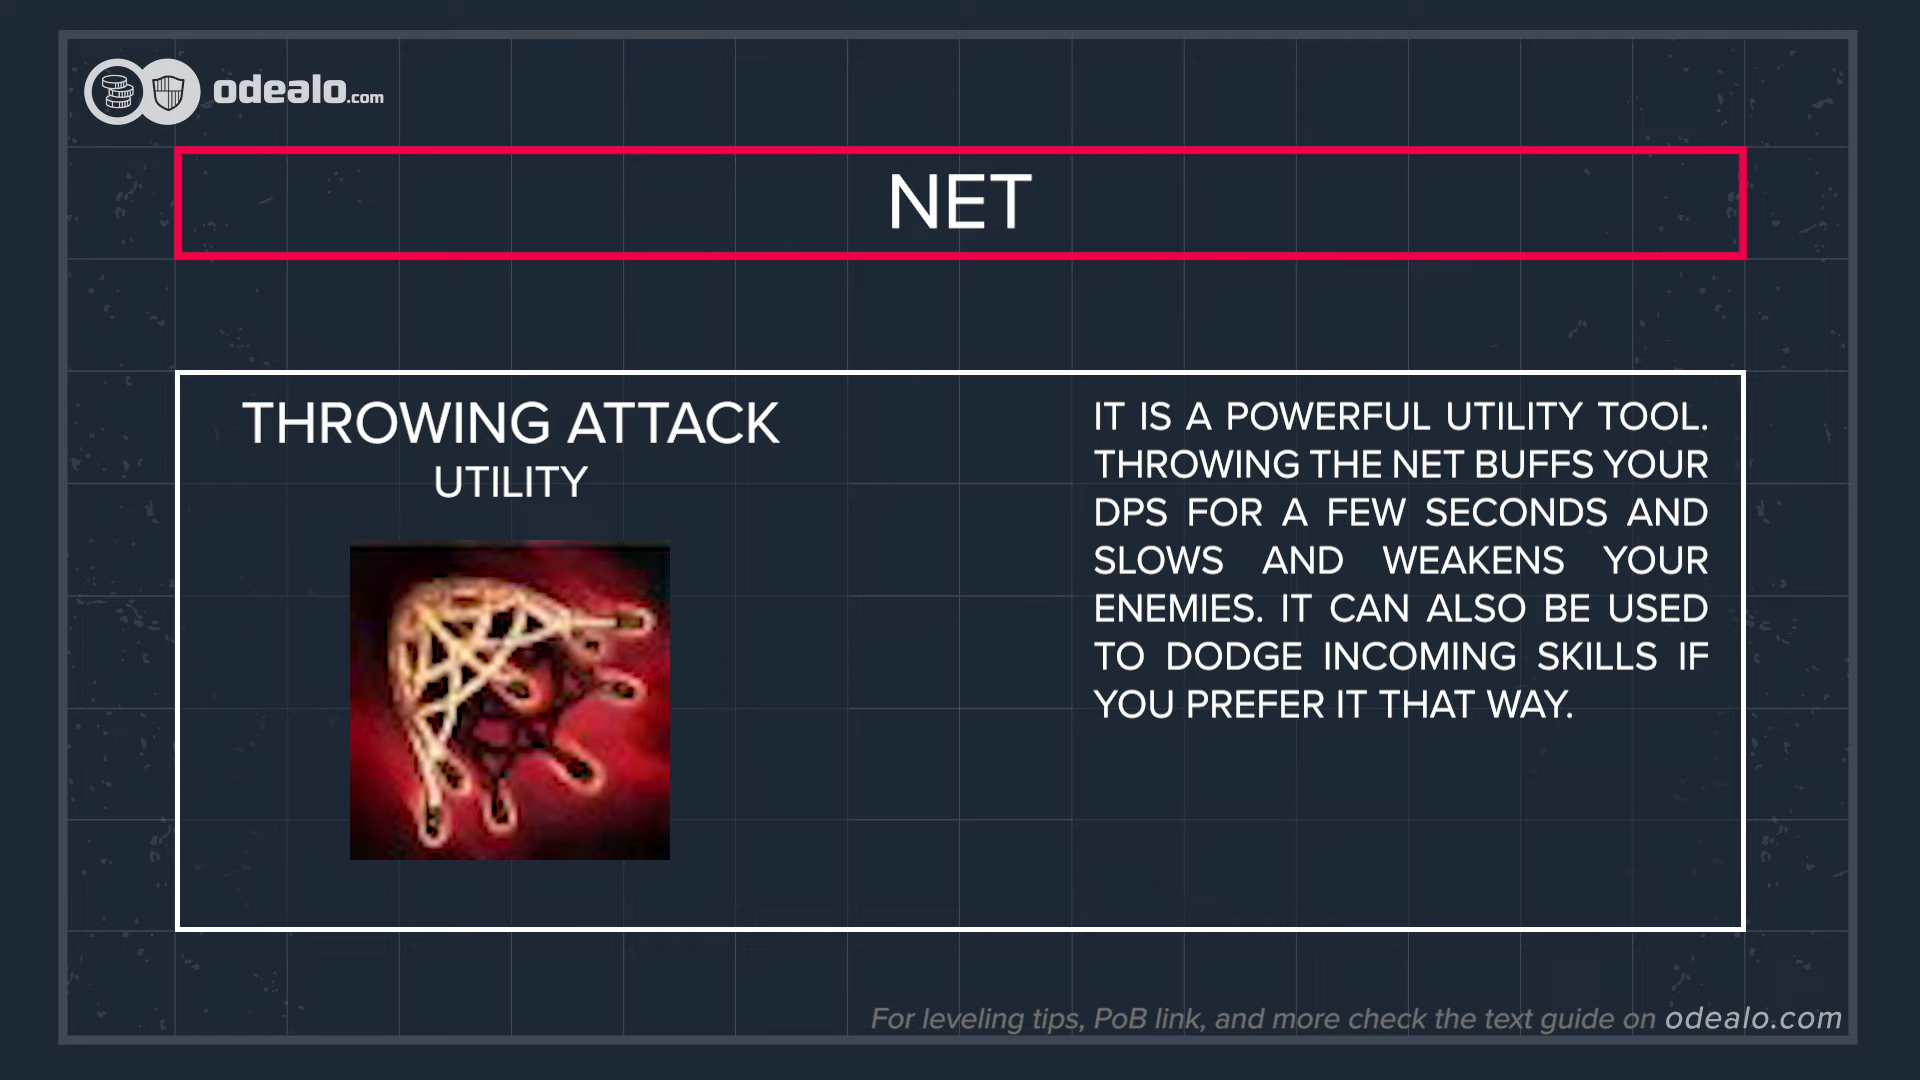 odealo.com
NET
THROWING ATTACK
UTILITY
IT IS A POWERFUL UTILITY TOOL.
THROWING THE NET BUFFS YOUR
DPS FOR A FEW SECONDS AND
SLOWS AND WEAKENS YOUR
ENEMIES. IT CAN ALSO BE USED
TO DODGE INCOMING SKILLS IF
YOU PREFER IT THAT WAY.
For leveling tips, PoB link, and more check the text guide on odealo.com